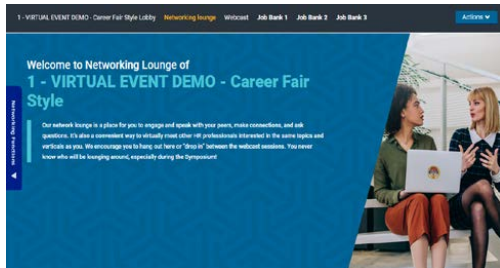 1 - VIRTUAL EVENT DEMO - Career Fair Style Lobby Networking lounge Webcast Job Bank 1 Job Bank 2 Job Bank 3 Actions
Welcome to Networking Lounge of
1 - VIRTUAL EVENT DEMO - Career Fair
Style
Our network lounge is a place for you to engage and speak with your peers, make connections, and ask
questions. It's also a convenient way to virtually meet other HR professionals interested in the same topics and
verticals as you. We encourage you to hang out here or "drop in" between the webcast sessions. You never
know who will be lounging around, especially during the Symposium!
Networking Functions